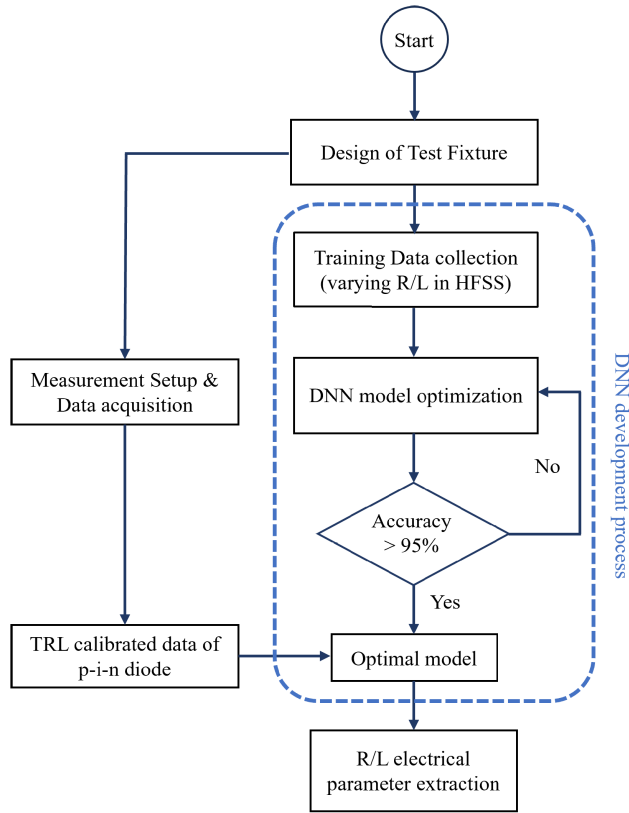 Start
Design of Test Fixture
Training Data collection
(varying R/L in HFSS)
Measurement Setup &
Data acquisition
DNN model optimization
No
Accuracy
> 95%
Yes
TRL calibrated data of
p-i-n diode
Optimal model
R/L electrical
parameter extraction
DNN development process